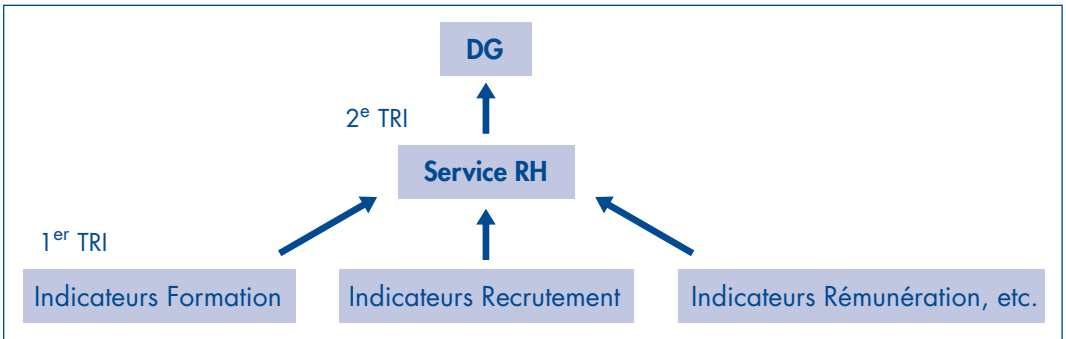 DG
2e TRI
Service RH
1er TRI
Indicateurs Formation
Indicateurs Recrutement
Indicateurs Rémunération, etc.